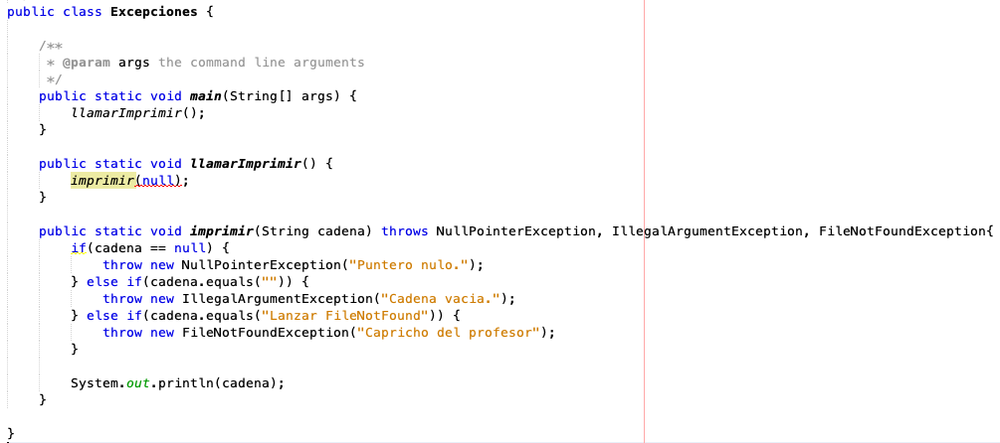 public class Excepciones {
/**
* @param args the command line arguments
*/
public static void main(String[] args) {
llamarImprimir();
}
public static void llamarImprimir() {
imprimir(null);
}
public static void imprimir(String cadena) throws NullPointerException, IllegalArgumentException, FileNotFoundException{
if(cadena == null) {
throw new NullPointerException("Puntero nulo.");
} else if(cadena.equals("")) {
throw new IllegalArgumentException("Cadena vacia.");
} else if(cadena.equals("Lanzar FileNotFound")) {
throw new FileNotFoundException("Capricho del profesor");
}
System.out.println(cadena);
}
}